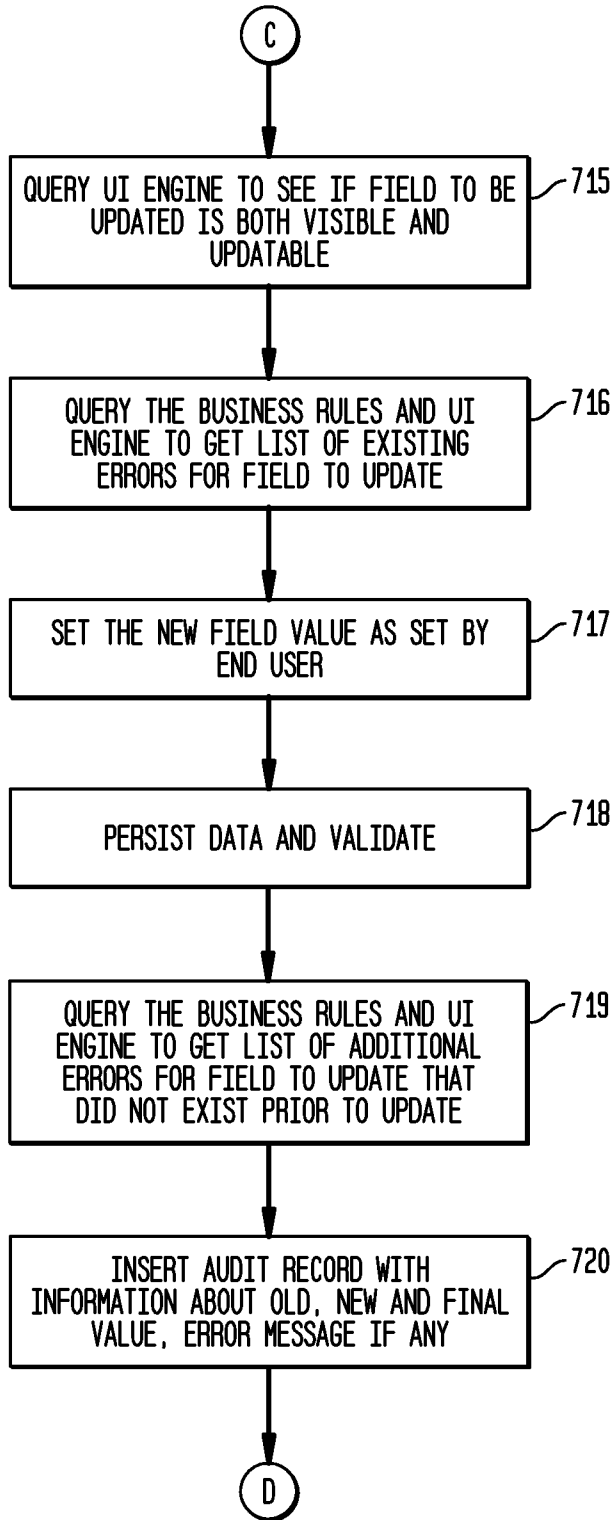 C
QUERY UI ENGINE TO SEE IF FIELD TO BE
UPDATED IS BOTH VISIBLE AND
UPDATABLE
715
QUERY THE BUSINESS RULES AND UI
ENGINE TO GET LIST OF EXISTING
ERRORS FOR FIELD TO UPDATE
716
SET THE NEW FIELD VALUE AS SET BY
END USER
717
PERSIST DATA AND VALIDATE
718
QUERY THE BUSINESS RULES AND UI
ENGINE TO GET LIST OF ADDITIONAL
ERRORS FOR FIELD TO UPDATE THAT
DID NOT EXIST PRIOR TO UPDATE
719
INSERT AUDIT RECORD WITH
INFORMATION ABOUT OLD, NEW AND FINAL
VALUE, ERROR MESSAGE IF ANY
720
D